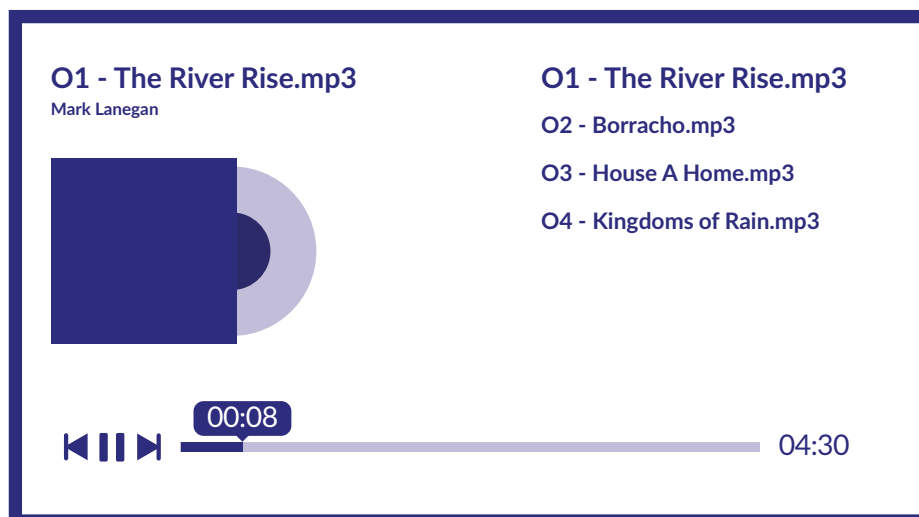 O1 - The River Rise.mp3
Mark Lanegan
O1 - The River Rise.mp3
O2 - Borracho.mp3
O3 - House A Home.mp3
O4 - Kingdoms of Rain.mp3
00:08
04:30